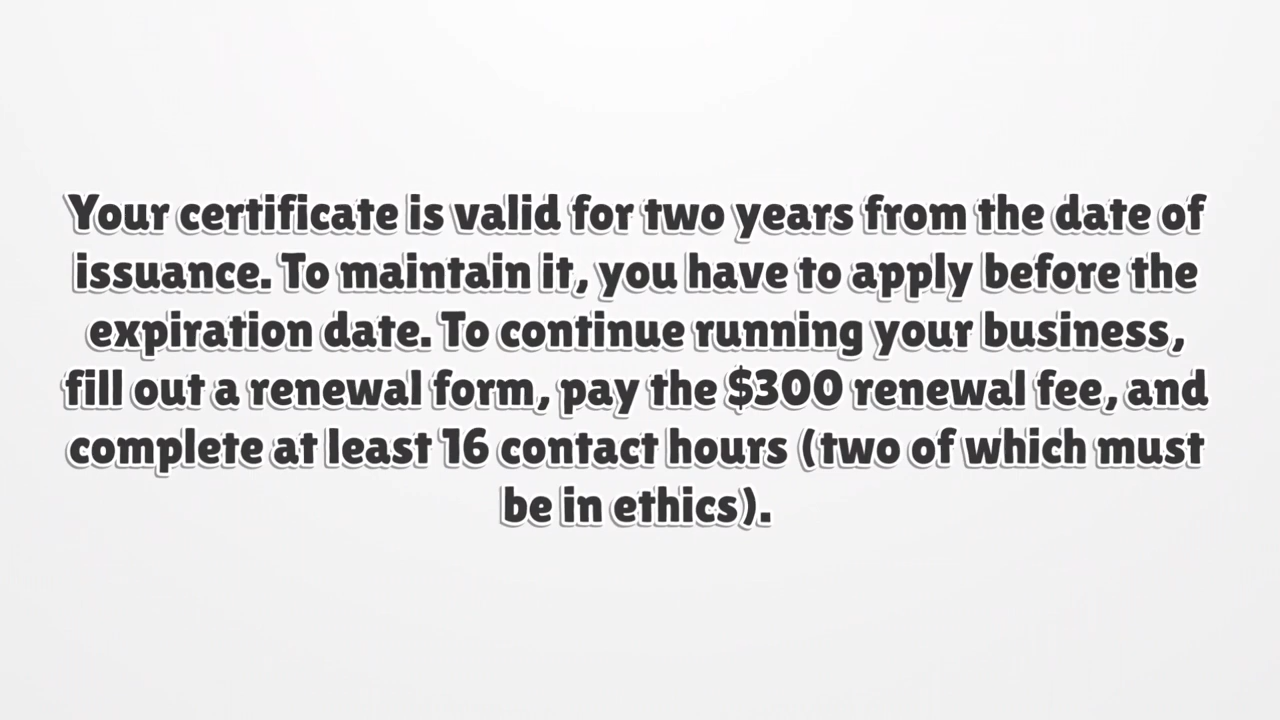 Your certificate is valid for two years from the date of
issuance. To maintain it, you have to apply before the
expiration date. To continue running your business,
fill out a renewal form, pay the $300 renewal fee, and
complete at least 16 contact hours (two of which must
be in ethics).